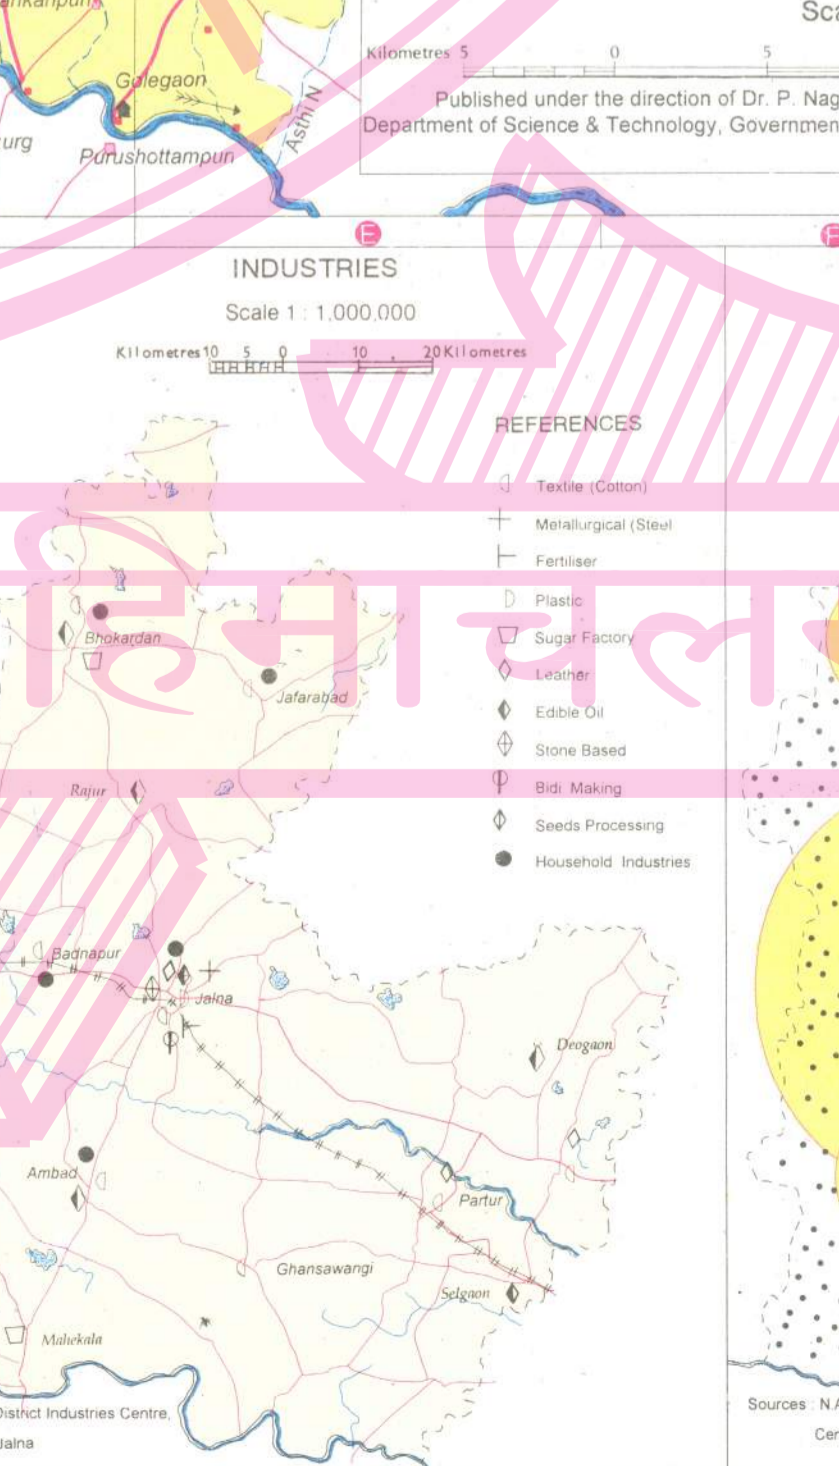 Golegaon
Purushottampuri
Asthi N
Kilometres 5 0 5
Published under the direction of Dr. P. Nag
Department of Science & Technology, Governmen
E
INDUSTRIES
Scale 1 : 1,000,000
Kilometres 10 5 0 10 20 Kilometres
REFERENCES
Textile (Cotton)
Metallurgical (Steel
Fertiliser
Plastic
Sugar Factory
Leather
Edible Oil
Stone Based
Bidi Making
Seeds Processing
Household Industries
हिमाचल
Bhokardan
Jafarabad
Rajur
Badnapur
Jalna
Deogaon
Ambad
Partur
Ghansawangi
Selgaon
Mahekala
District Industries Centre,
Jalna
Sources : N.A
Cen